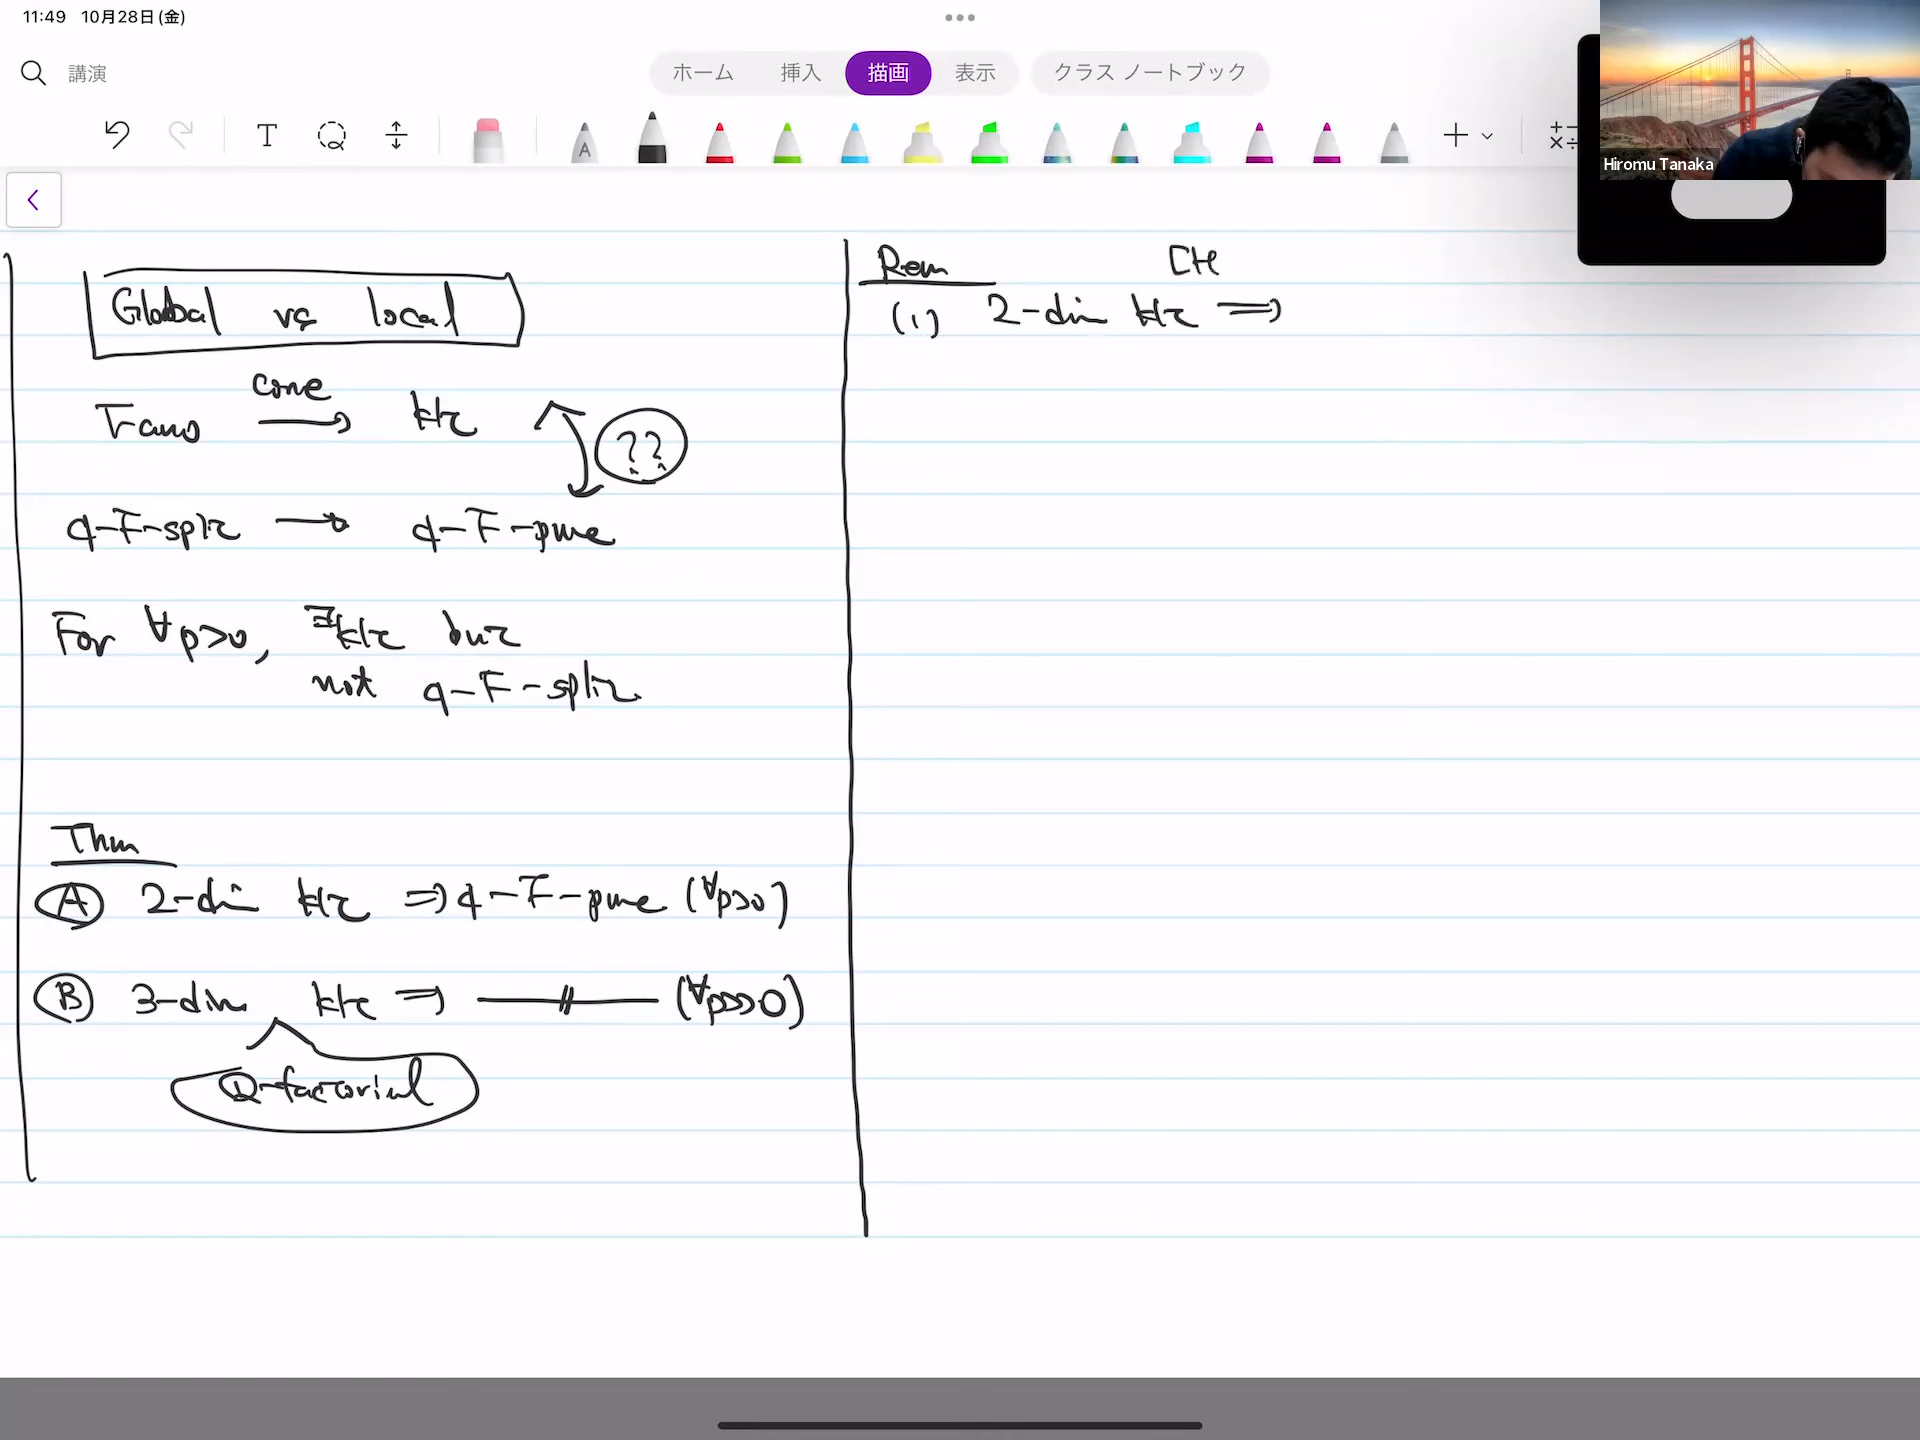 11:49 10月28日(金)
講演
ホーム 挿入 描画 表示 クラス ノートブック
T
A
Hiromu Tanaka
Global vs local
Fano cone → klt
??
q-F-split → q-F-pure
For ∀p>0, ∃klt but
not q-F-split
Thm
Ⓐ 2-dim klt ⇒ q-F-pure (∀p>0)
Ⓑ 3-dim klt ⇒ —〃— (∀p>>0)
Q-factorial
Rem
(1) 2-dim klt ⇒